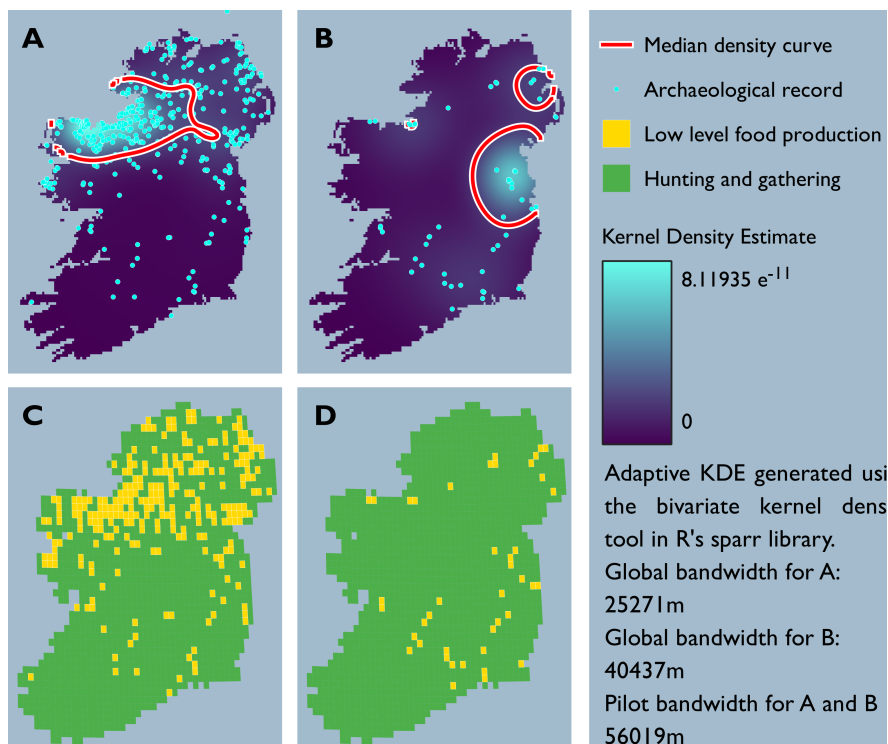 A
B
C
D
Median density curve
Archaeological record
Low level food production
Hunting and gathering
Kernel Density Estimate
8.11935 e-11
0
Adaptive KDE generated usi
the bivariate kernel dens
tool in R's sparr library.
Global bandwidth for A:
25271m
Global bandwidth for B:
40437m
Pilot bandwidth for A and B
56019m